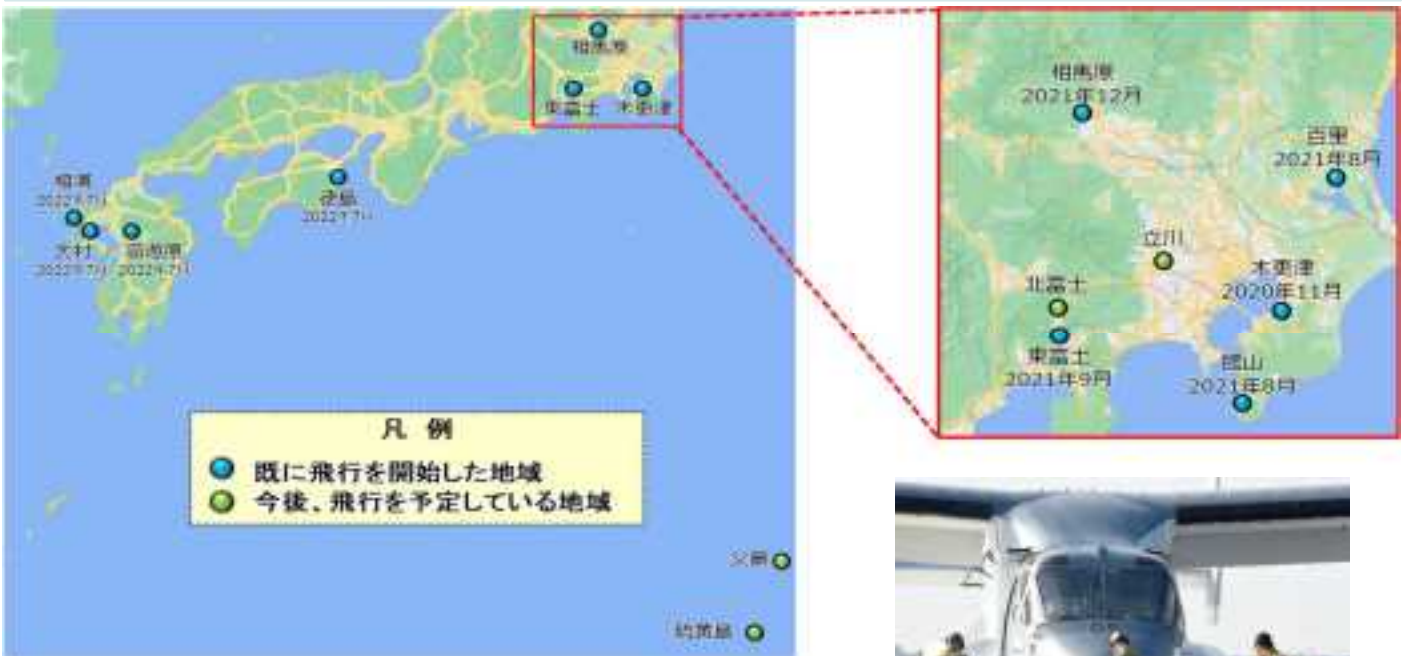 相馬原
東富士
木更津
相浦
2022年7月
大村
2022年7月
高遊原
2022年7月
徳島
2022年7月
凡 例
既に飛行を開始した地域
今後、飛行を予定している地域
父島
硫黄島
相馬原
2021年12月
百里
2021年8月
立川
北富士
木更津
2020年11月
東富士
2021年9月
館山
2021年8月